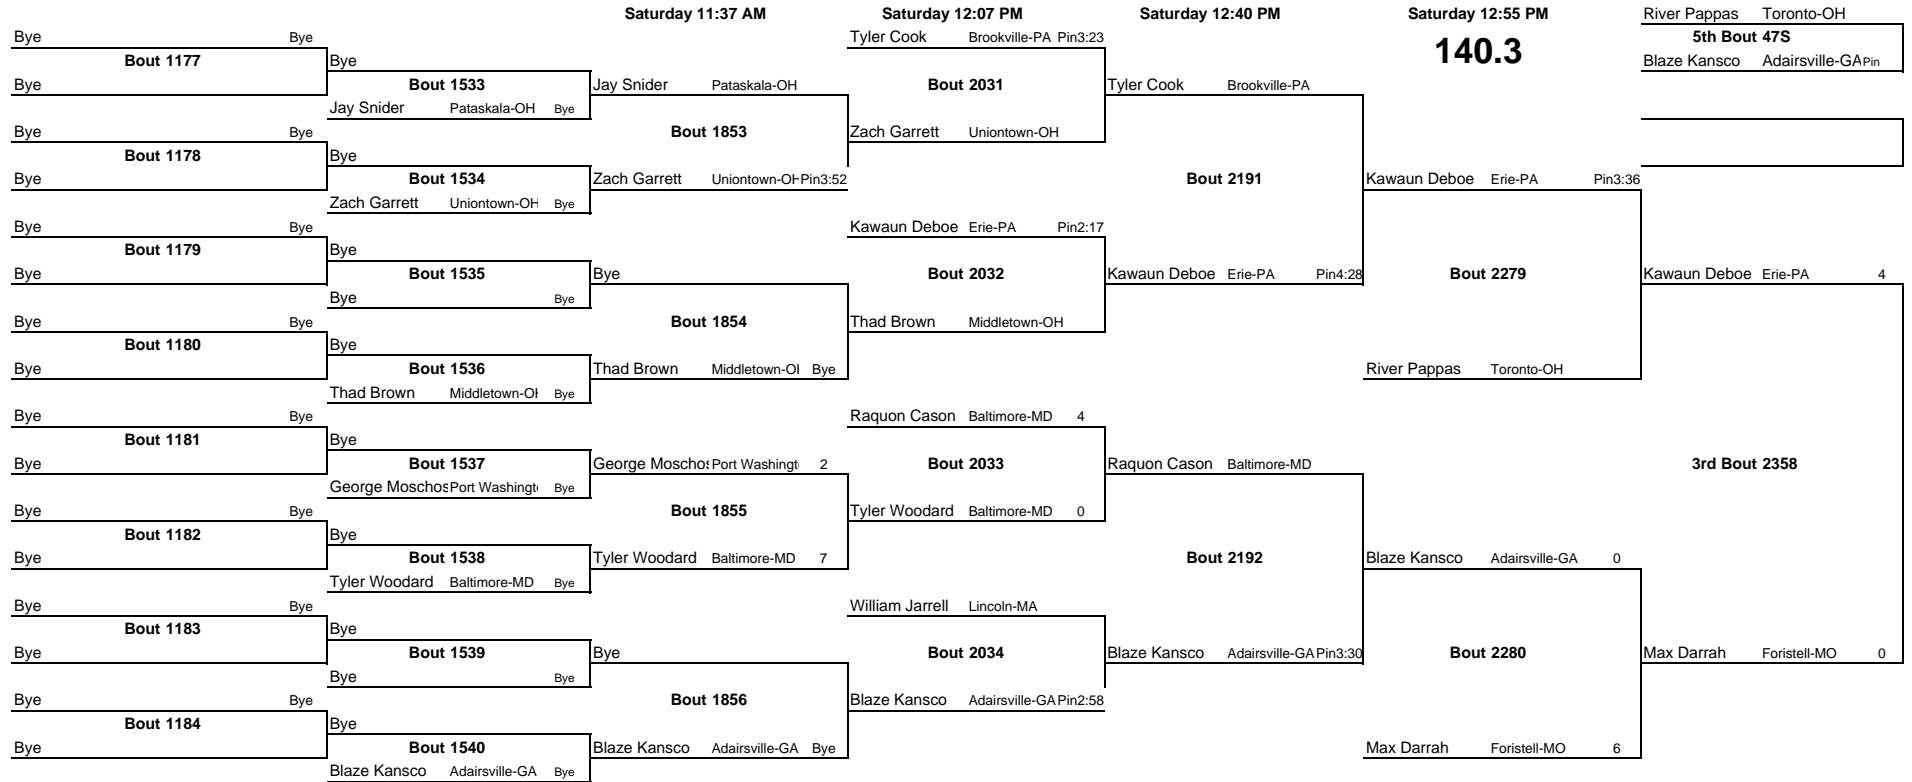 Saturday 11:37 AM Saturday 12:07 PM Saturday 12:40 PM Saturday 12:55 PM River Pappas Toronto-OH
Bye Bye Tyler Cook Brookville-PA Pin3:23 140.3 5th Bout 47S
Bout 1177 Bye Blaze Kansco Adairsville-GA Pin
Bye Bout 1533 Jay Snider Pataskala-OH Bout 2031 Tyler Cook Brookville-PA
Jay Snider Pataskala-OH Bye
Bye Bye Bout 1853 Zach Garrett Uniontown-OH
Bout 1178 Bye
Bye Bout 1534 Zach Garrett Uniontown-OH Pin3:52 Bout 2191 Kawaun Deboe Erie-PA Pin3:36
Zach Garrett Uniontown-OH Bye
Bye Bye Kawaun Deboe Erie-PA Pin2:17
Bout 1179 Bye
Bye Bout 1535 Bye Bout 2032 Kawaun Deboe Erie-PA Pin4:28 Bout 2279 Kawaun Deboe Erie-PA 4
Bye Bye
Bye Bye Bout 1854 Thad Brown Middletown-OH
Bout 1180 Bye
Bye Bout 1536 Thad Brown Middletown-OH Bye River Pappas Toronto-OH
Thad Brown Middletown-OH Bye
Bye Bye Raquon Cason Baltimore-MD 4
Bout 1181 Bye
Bye Bout 1537 George Moschos Port Washingt 2 Bout 2033 Raquon Cason Baltimore-MD 3rd Bout 2358
George Moschos Port Washingt Bye
Bye Bye Bout 1855 Tyler Woodard Baltimore-MD 0
Bout 1182 Bye
Bye Bout 1538 Tyler Woodard Baltimore-MD 7 Bout 2192 Blaze Kansco Adairsville-GA 0
Tyler Woodard Baltimore-MD Bye
Bye Bye William Jarrell Lincoln-MA
Bout 1183 Bye
Bye Bout 1539 Bye Bout 2034 Blaze Kansco Adairsville-GA Pin3:30 Bout 2280 Max Darrah Foristell-MO 0
Bye Bye
Bye Bye Bout 1856 Blaze Kansco Adairsville-GA Pin2:58
Bout 1184 Bye
Bye Bout 1540 Blaze Kansco Adairsville-GA Bye Max Darrah Foristell-MO 6
Blaze Kansco Adairsville-GA Bye